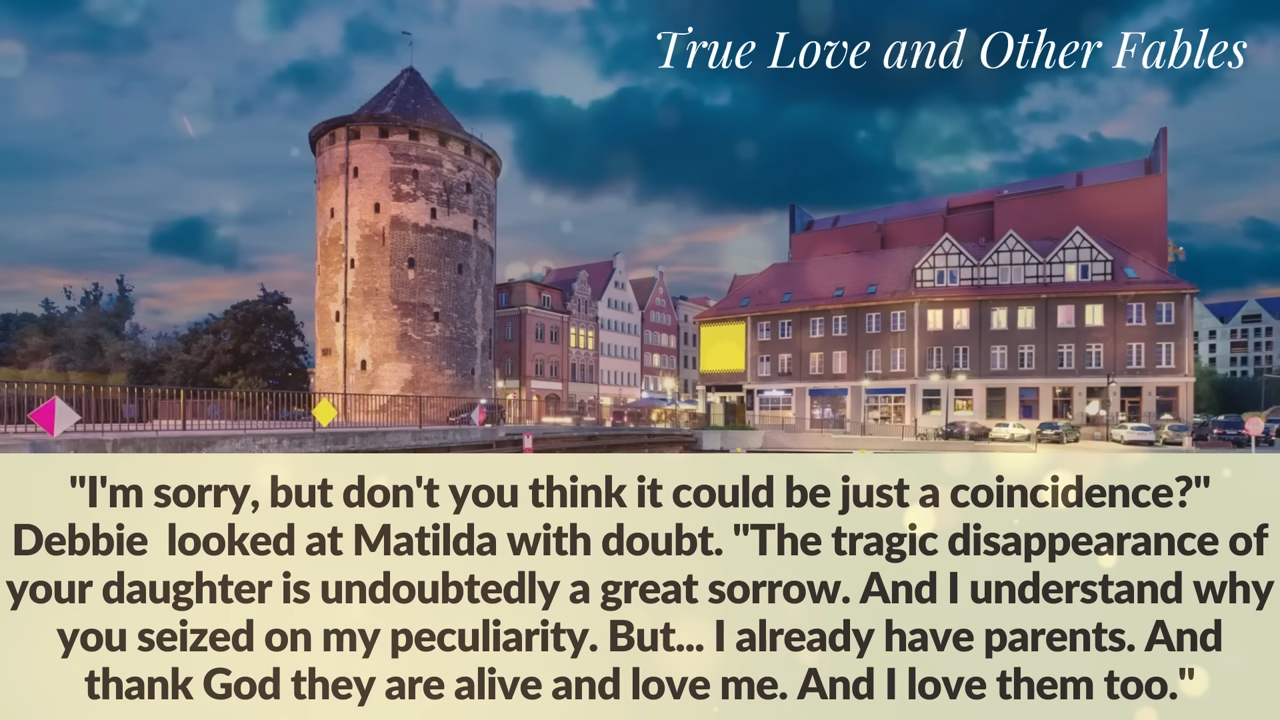 True Love and Other Fables
"I'm sorry, but don't you think it could be just a coincidence?"
Debbie  looked at Matilda with doubt. "The tragic disappearance of
your daughter is undoubtedly a great sorrow. And I understand why
you seized on my peculiarity. But... I already have parents. And
thank God they are alive and love me. And I love them too."